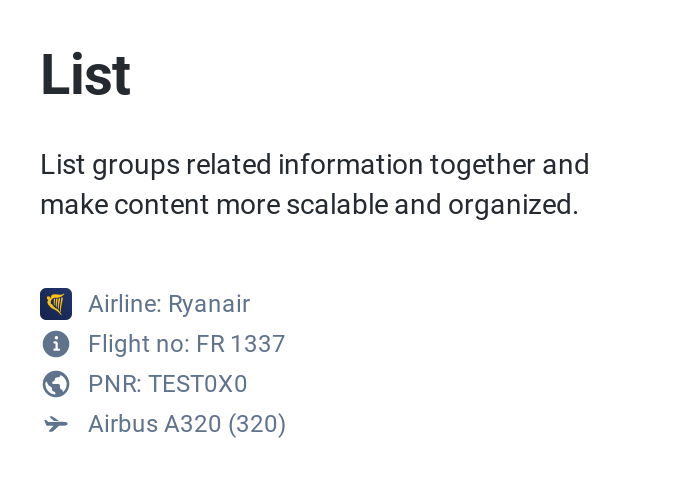 List
List groups related information together and
make content more scalable and organized.
Airline: Ryanair
Flight no: FR 1337
PNR: TEST0X0
Airbus A320 (320)